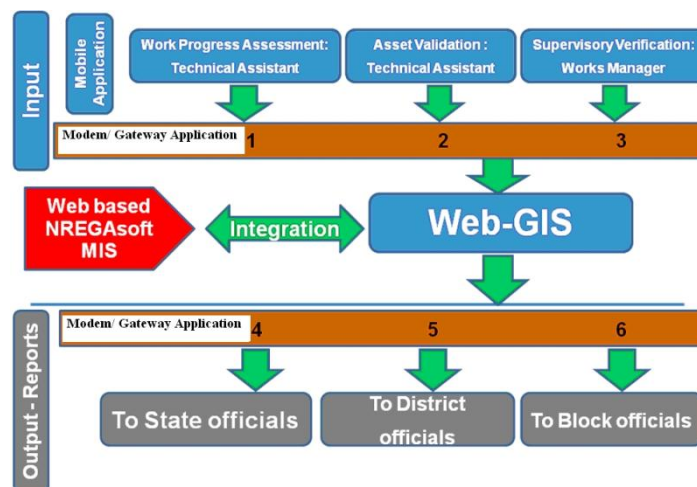 Input
Mobile
Application
Work Progress Assessment:
Technical Assistant
Asset Validation :
Technical Assistant
Supervisory Verification:
Works Manager
Modem/ Gateway Application
1
2
3
Web based
NREGAsoft
MIS
Integration
Web-GIS
Output - Reports
Modem/ Gateway Application
4
5
6
To State officials
To District
officials
To Block officials